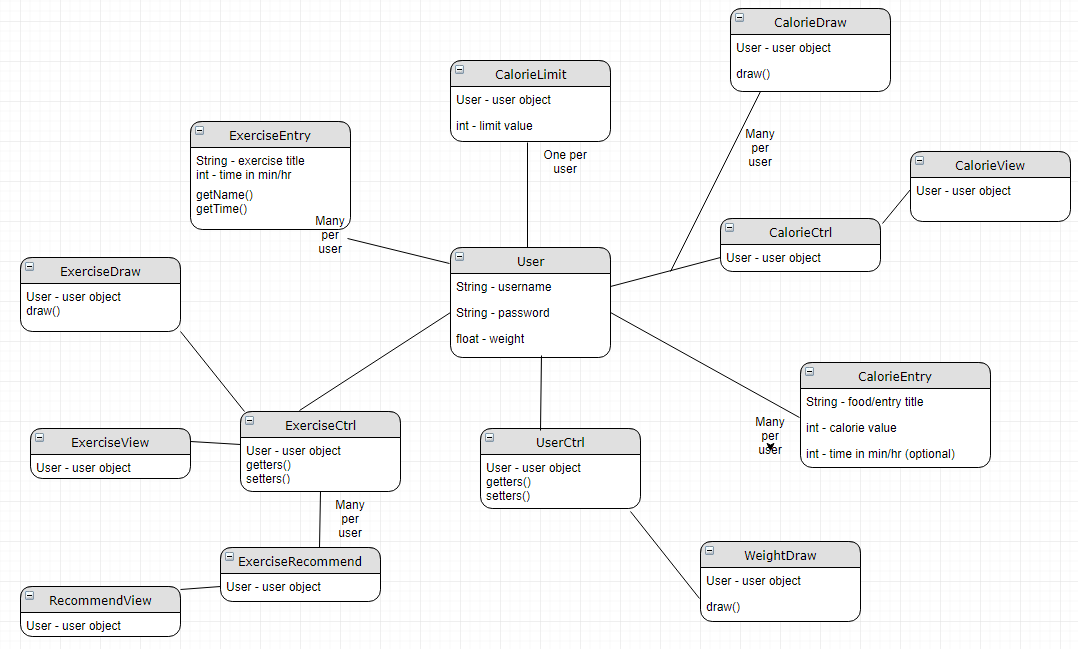 CalorieDraw
User - user object
draw()
CalorieLimit
User - user object
int - limit value
One per
user
Many
per
user
ExerciseEntry
String - exercise title
int - time in min/hr
getName()
getTime()
Many
per
user
CalorieView
User - user object
CalorieCtrl
User - user object
User
String - username
String - password
float - weight
ExerciseDraw
User - user object
draw()
CalorieEntry
String - food/entry title
int - calorie value
int - time in min/hr (optional)
Many
per
user
ExerciseCtrl
User - user object
getters()
setters()
ExerciseView
User - user object
UserCtrl
User - user object
getters()
setters()
Many
per
user
ExerciseRecommend
User - user object
WeightDraw
User - user object
draw()
RecommendView
User - user object